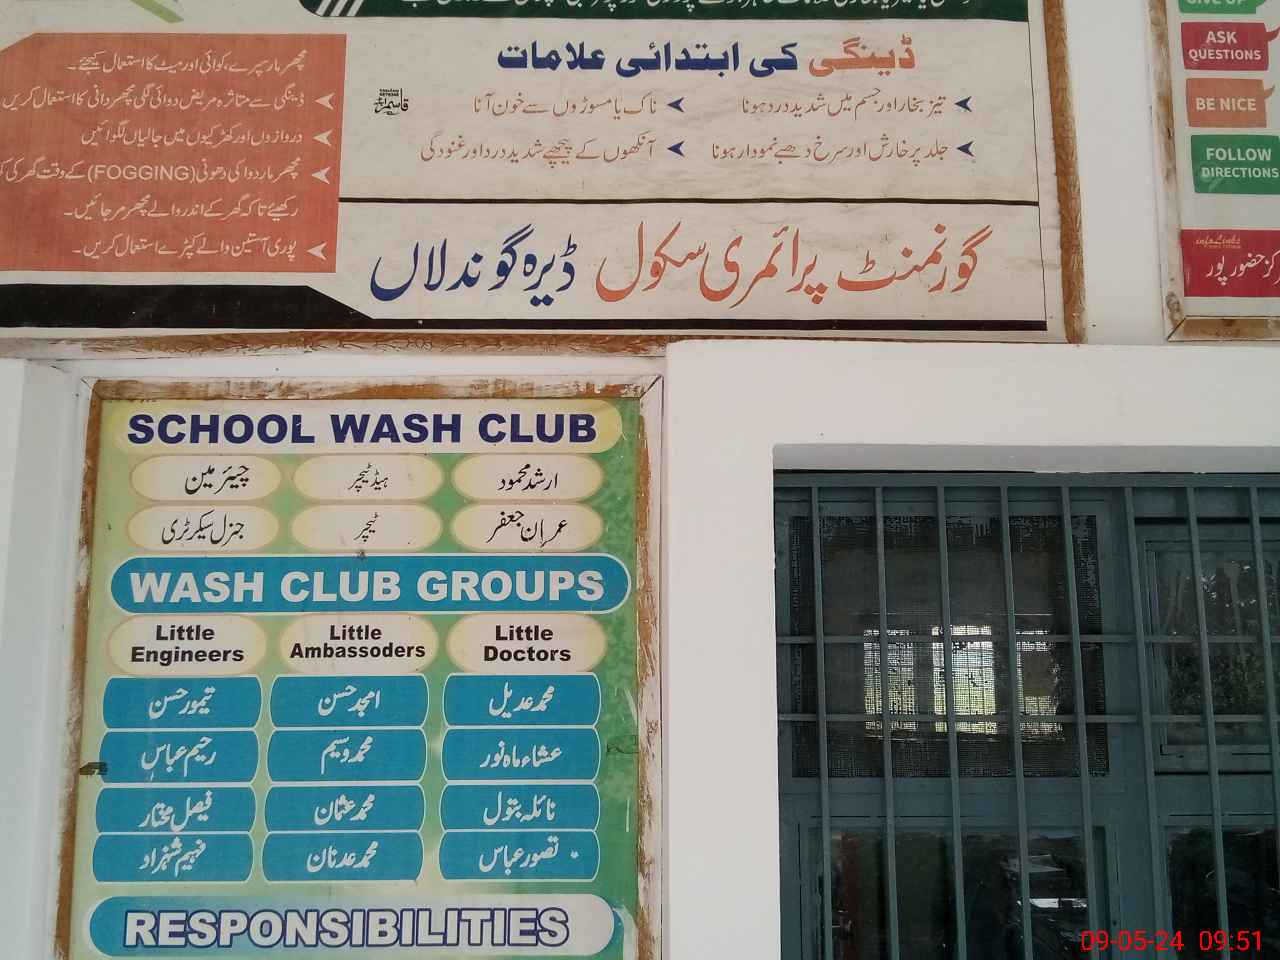 ڈینگی کی ابتدائی علامات
تیز بخار اور جسم میں شدید درد ہونا
ناک یا مسوڑوں سے خون آنا
جلد پر خارش اور سرخ دھبے نمودار ہونا
آنکھوں کے پیچھے شدید درد اور غنودگی
گورنمنٹ پرائمری سکول ڈیرہ گوندلاں
مچھر مار سپرے، کوائل اور میٹ کا استعمال کیجئے۔
ڈینگی سے متاثرہ مریض دوائی لگی مچھر دانی کا استعمال کریں
دروازوں اور کھڑکیوں میں جالیاں لگوائیں
مچھر مار دوا کی دھونی (FOGGING) کے وقت گھر کی
رکھیئے تاکہ گھر کے اندر والے مچھر مر جائیں۔
پوری آستین والے کپڑے استعمال کریں۔
GIVE UP
ASK QUESTIONS
BE NICE
FOLLOW DIRECTIONS
حضور پور
SCHOOL WASH CLUB
ارشد محمود ہیڈ ٹیچر چیئر مین
عمران جعفر ٹیچر جنرل سیکرٹری
WASH CLUB GROUPS
Little Engineers Little Ambassoders Little Doctors
محمد عدیل امجد حسن تیمور حسن
عشاء ماہ نور محمد وسیم رحیم عباس
نائلہ بتول محمد عثمان فیصل مختار
تصور عباس محمد عدنان فہیم شہزاد
RESPONSIBILITIES
09-05-24 09:51